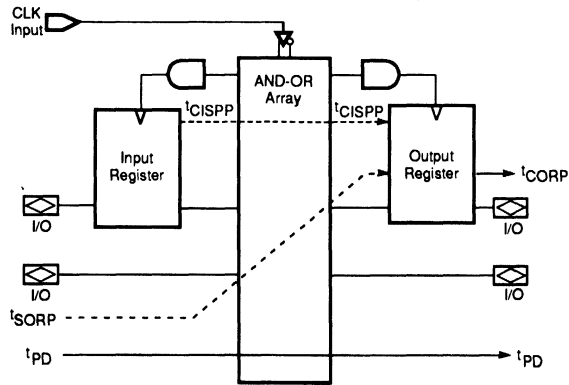 CLK
Input
AND-OR
Array
tCISPP
tCISPP
Input
Register
Output
Register
tCORP
I/O
I/O
I/O
I/O
tSORP
tPD
tPD